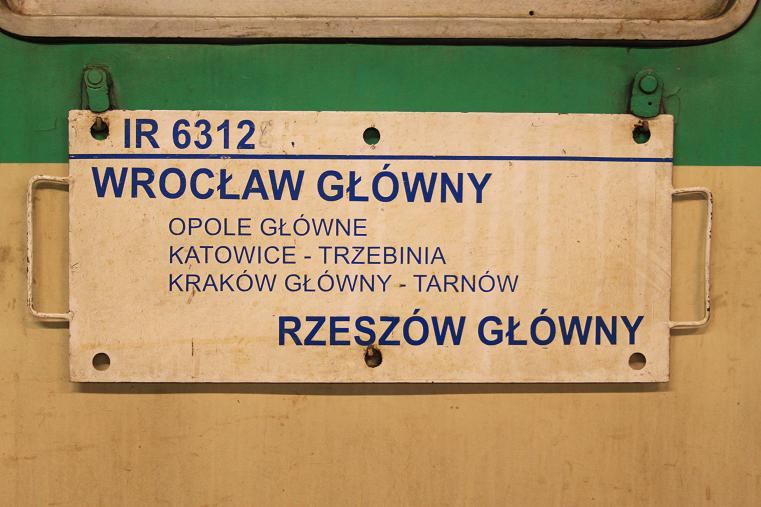 IR 6312
WROCŁAW GŁÓWNY
OPOLE GŁÓWNE
KATOWICE - TRZEBINIA
KRAKÓW GŁÓWNY - TARNÓW
RZESZÓW GŁÓWNY